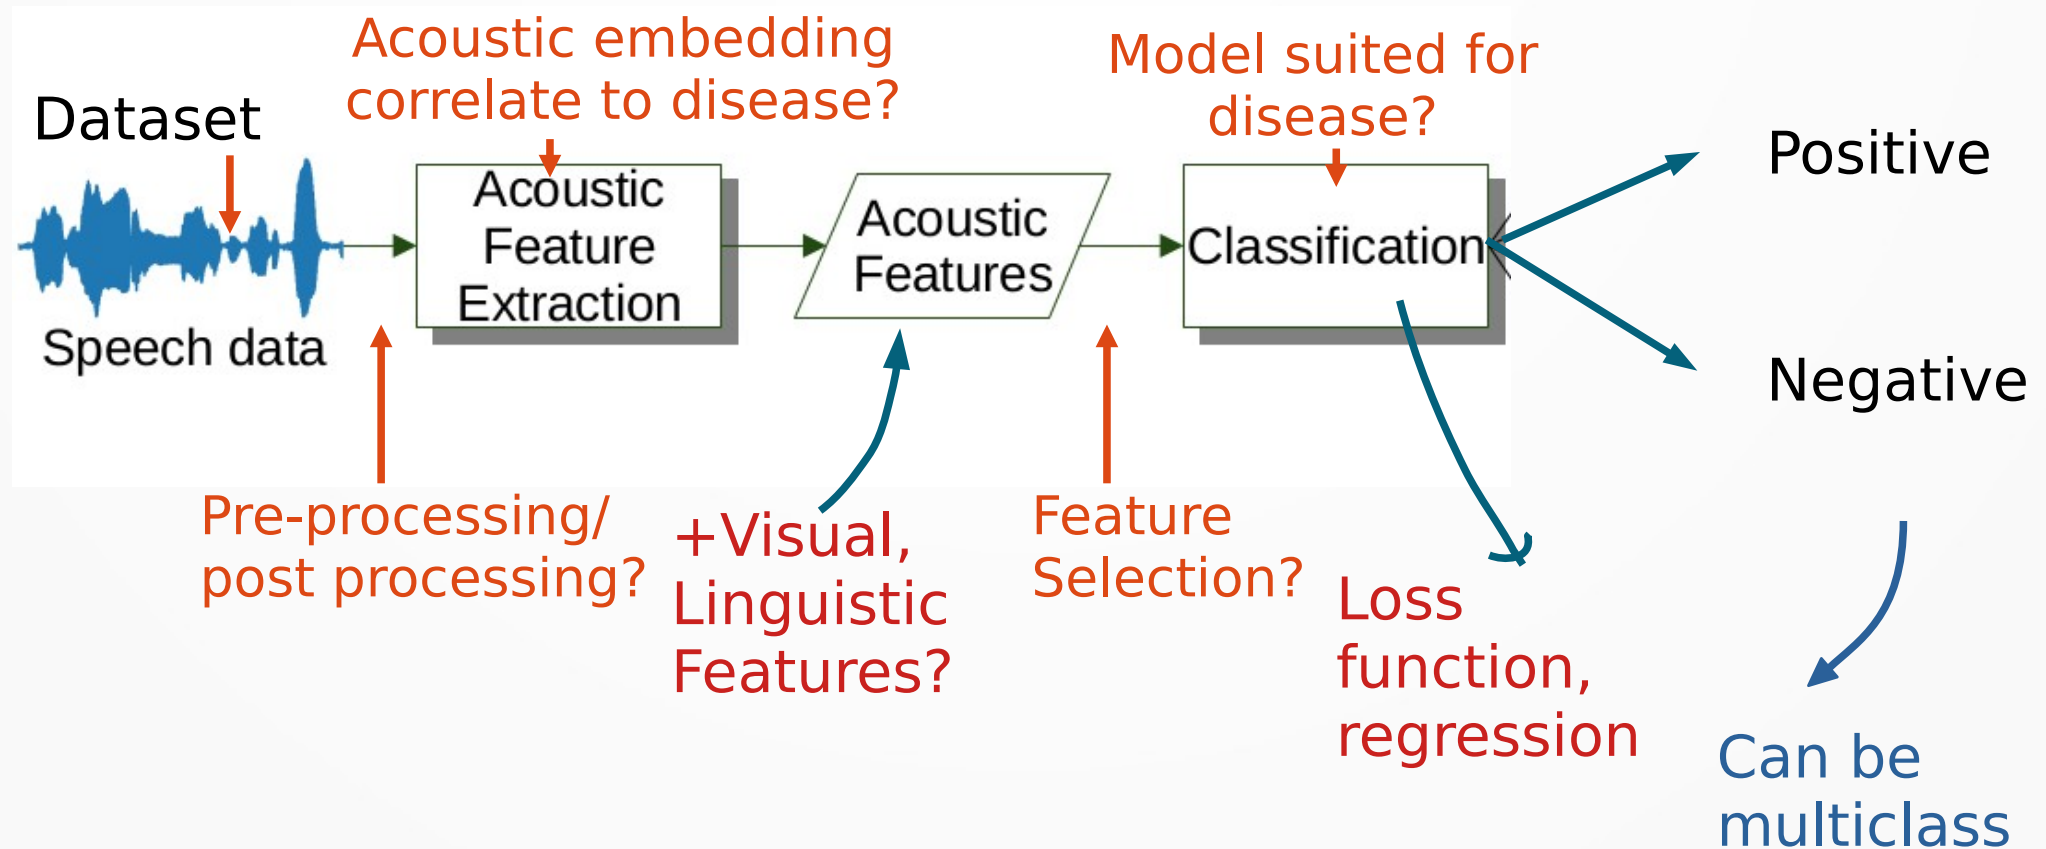 Acoustic embedding
correlate to disease?
Model suited for
disease?
Dataset
Positive
Acoustic
Feature
Extraction
Acoustic
Features
Classification
Speech data
Negative
Pre-processing/
post processing?
+Visual,
Linguistic
Features?
Feature
Selection?
Loss
function,
regression
Can be
multiclass